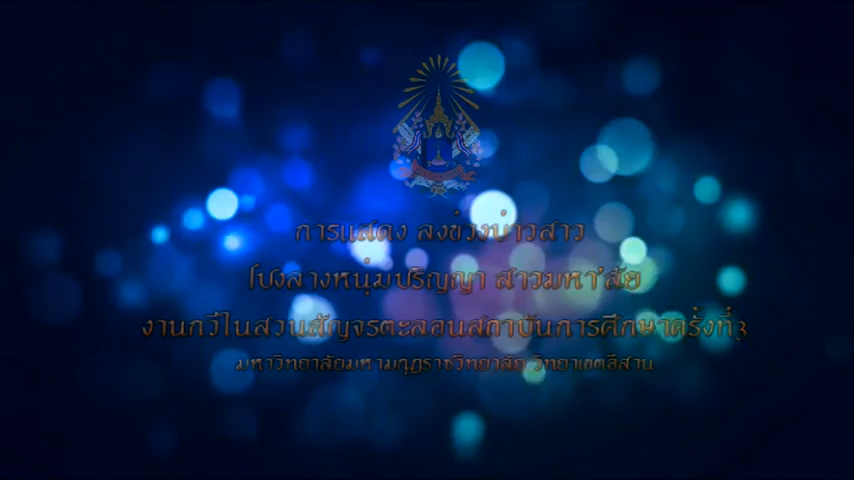 การแสดง ลงข่วงบ่าวสาว
โปงลางหนุ่มปริญญา สาวมหา'ลัย
งานกวีในสวนสัญจรตะลอนสถาบันการศึกษาครั้งที่3
มหาวิทยาลัยมหามกุฏราชวิทยาลัย วิทยาเขตอีสาน